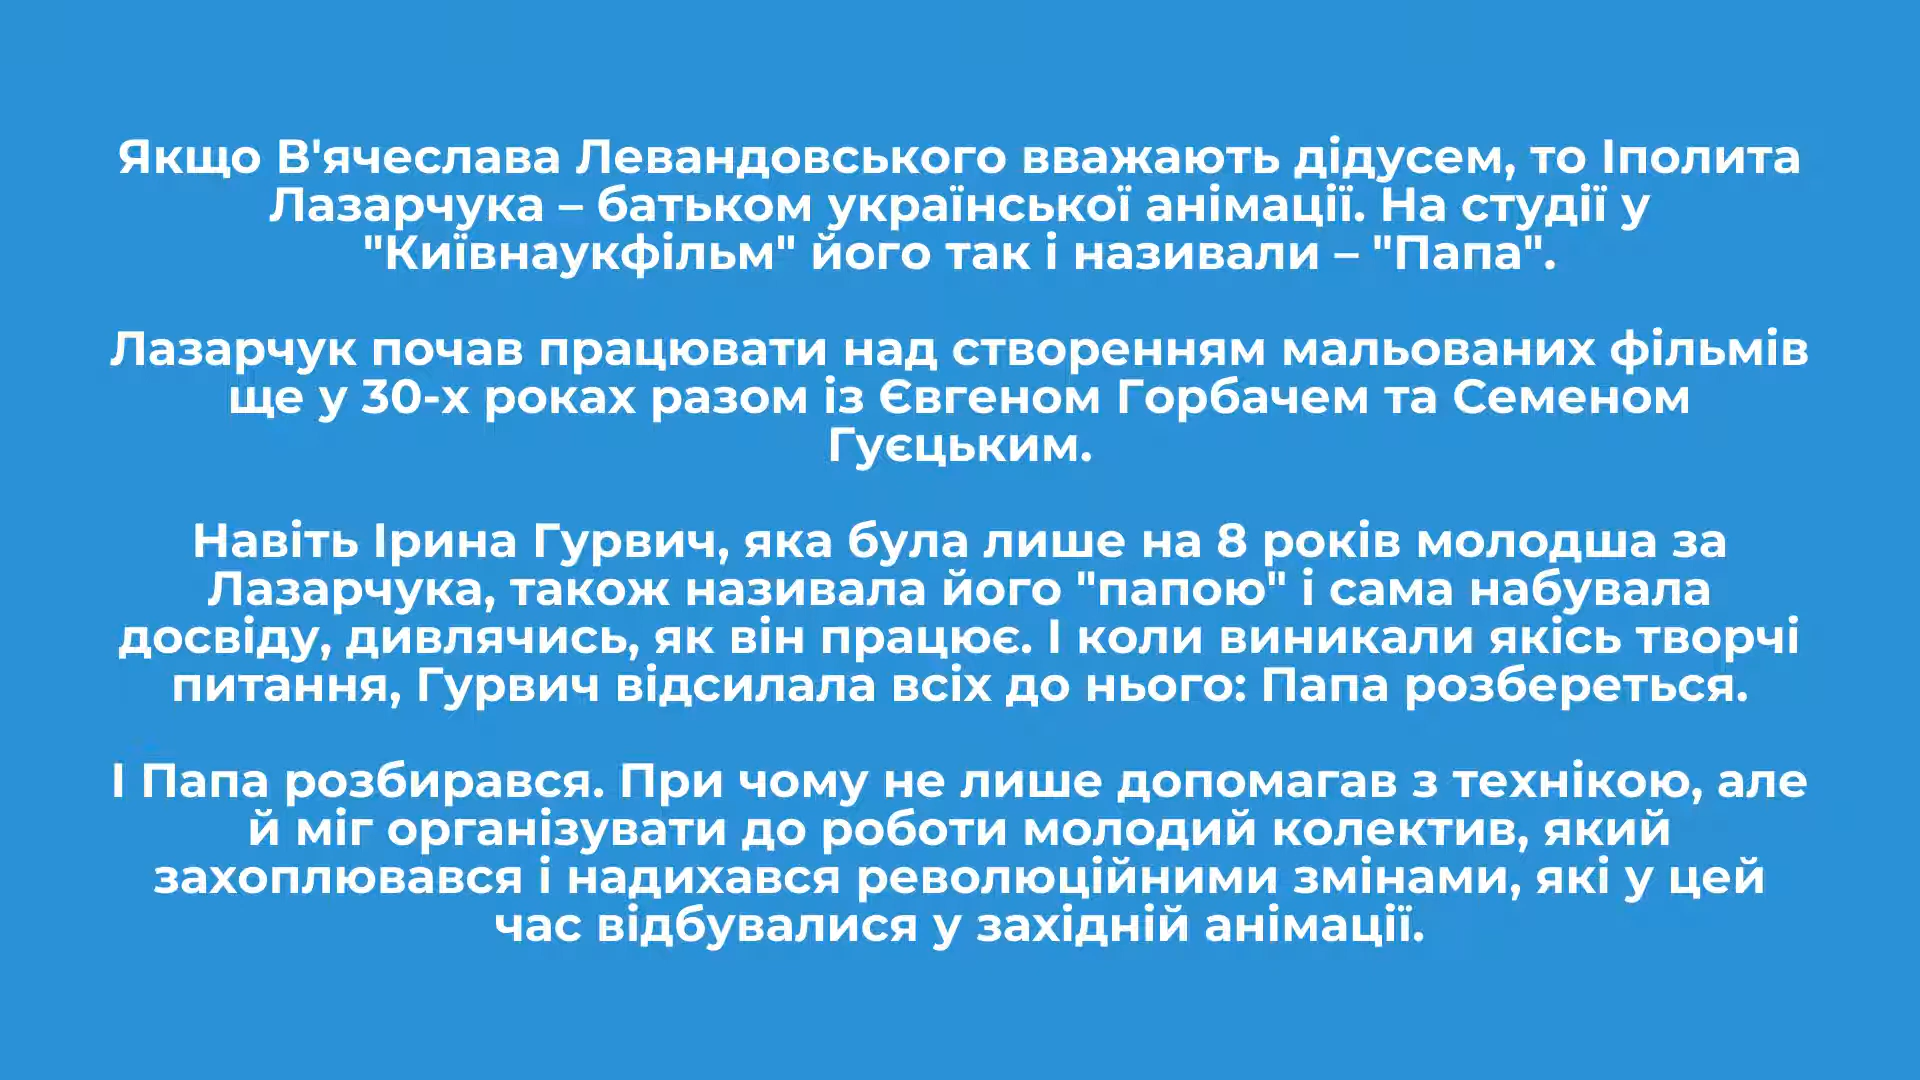 Якщо В'ячеслава Левандовського вважають дідусем, то Іполита
Лазарчука – батьком української анімації. На студії у
"Київнаукфільм" його так і називали – "Папа".
Лазарчук почав працювати над створенням мальованих фільмів
ще у 30-х роках разом із Євгеном Горбачем та Семеном
Гуєцьким.
Навіть Ірина Гурвич, яка була лише на 8 років молодша за
Лазарчука, також називала його "папою" і сама набувала
досвіду, дивлячись, як він працює. І коли виникали якісь творчі
питання, Гурвич відсилала всіх до нього: Папа розбереться.
І Папа розбирався. При чому не лише допомагав з технікою, але
й міг організувати до роботи молодий колектив, який
захоплювався і надихався революційними змінами, які у цей
час відбувалися у західній анімації.